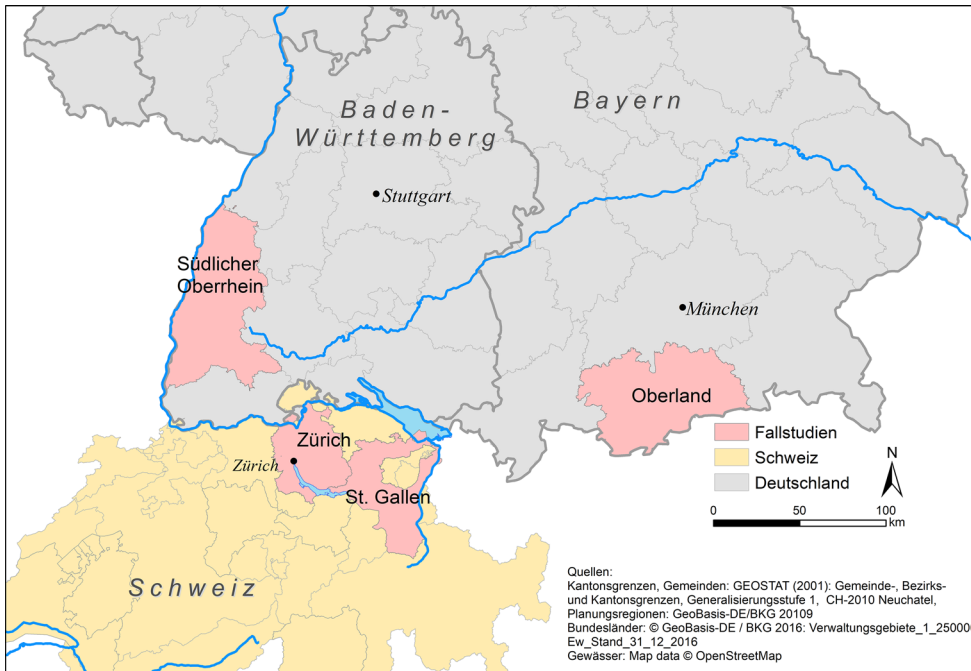 Baden-
Württemberg
Bayern
Stuttgart
Südlicher
Oberrhein
München
Oberland
Zürich
Zürich
St. Gallen
Schweiz
Fallstudien
Schweiz
Deutschland
N
0 50 100
km
Quellen:
Kantonsgrenzen, Gemeinden: GEOSTAT (2001): Gemeinde-, Bezirks-
und Kantonsgrenzen, Generalisierungsstufe 1, CH-2010 Neuchatel,
Planungsregionen: GeoBasis-DE/BKG 20109
Bundesländer: © GeoBasis-DE / BKG 2016: Verwaltungsgebiete_1_250000
Ew_Stand_31_12_2016
Gewässer: Map data © OpenStreetMap